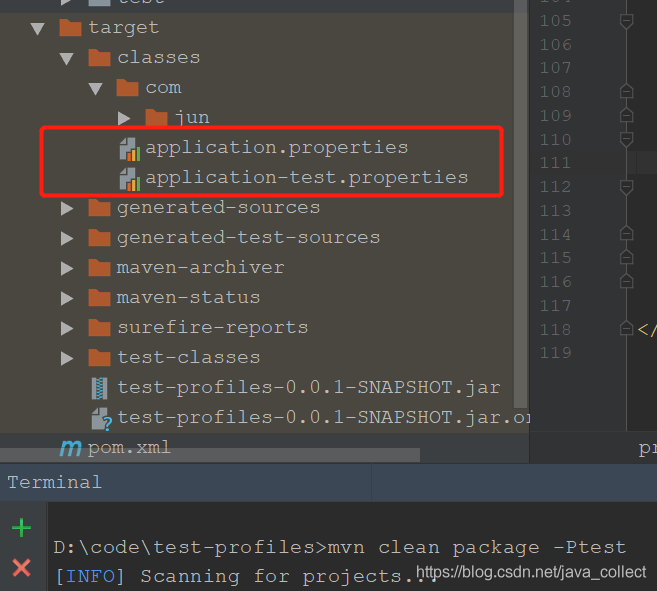 target
classes
com
jun
application.properties
application-test.properties
generated-sources
generated-test-sources
maven-archiver
maven-status
surefire-reports
test-classes
test-profiles-0.0.1-SNAPSHOT.jar
test-profiles-0.0.1-SNAPSHOT.jar.or
pom.xml
105
106
107
108
109
110
111
112
113
114
115
116
117
118 </
119
pr
Terminal
D:\code\test-profiles>mvn clean package -Ptest
[INFO] Scanning for projects...
https://blog.csdn.net/java_collect